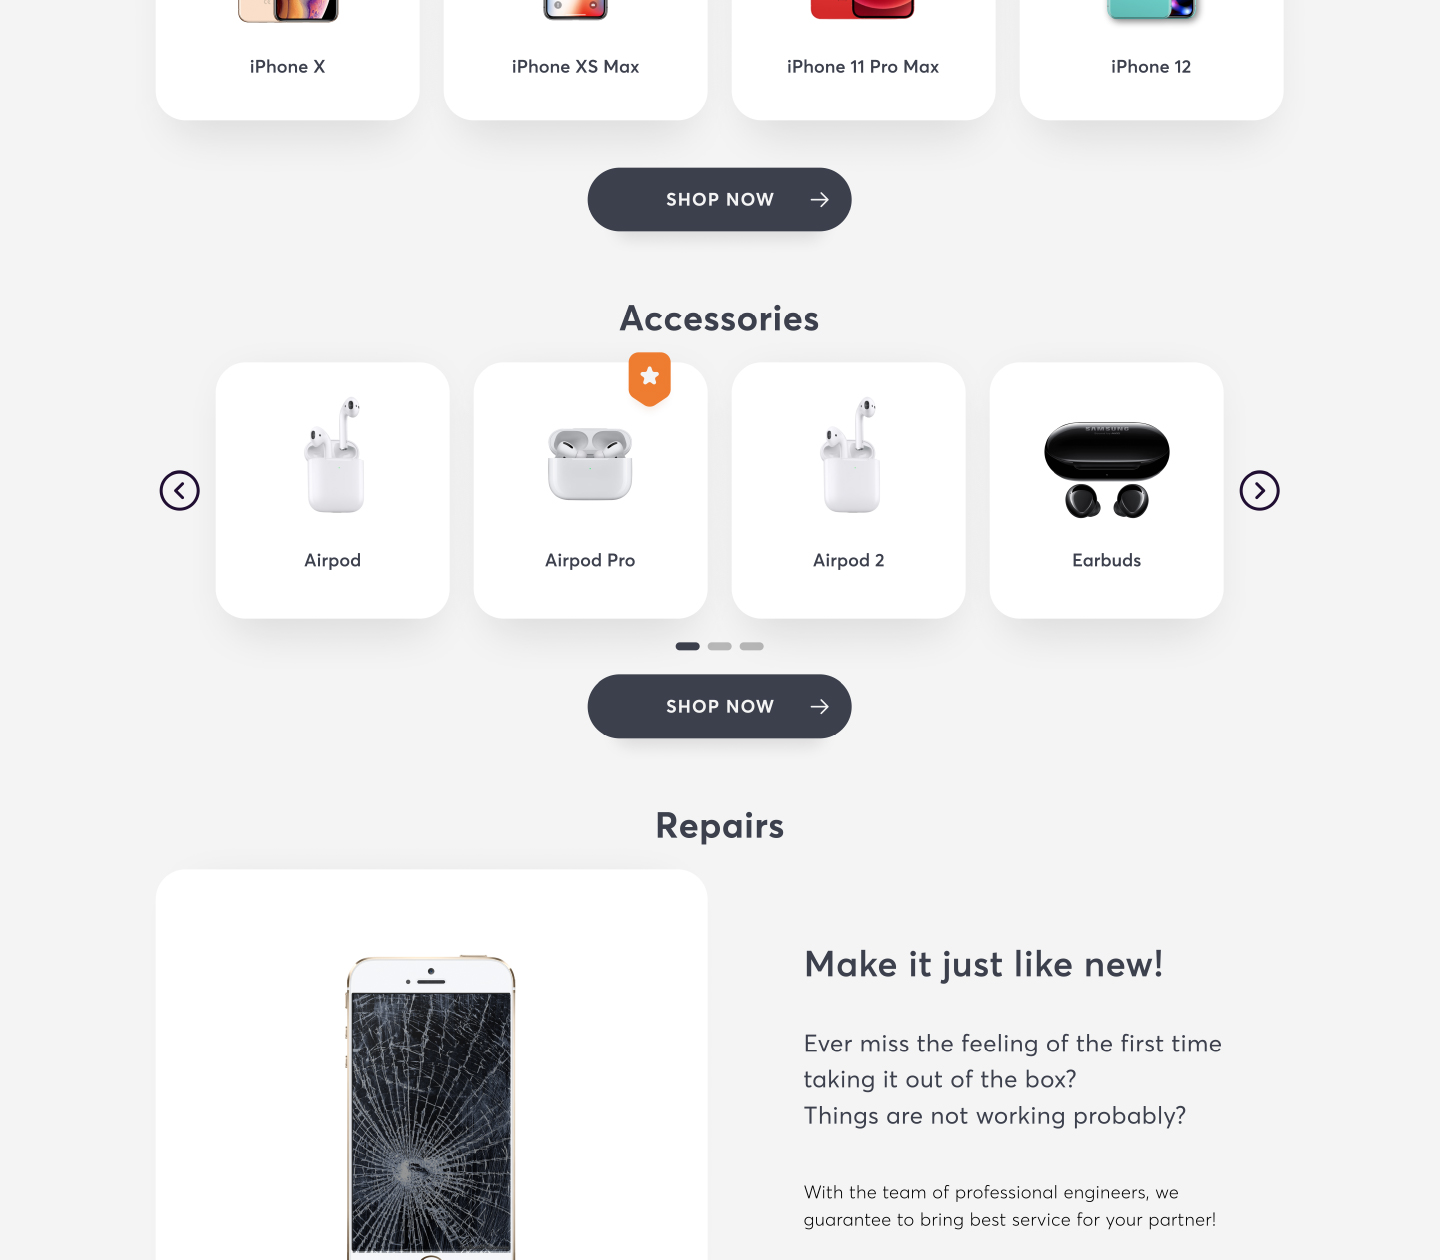 iPhone X
iPhone XS Max
iPhone 11 Pro Max
iPhone 12
SHOP NOW
Accessories
SAMSUNG
Airpod
Airpod Pro
Airpod 2
Earbuds
SHOP NOW
Repairs
Make it just like new!
Ever miss the feeling of the first time
taking it out of the box?
Things are not working probably?
With the team of professional engineers, we
guarantee to bring best service for your partner!